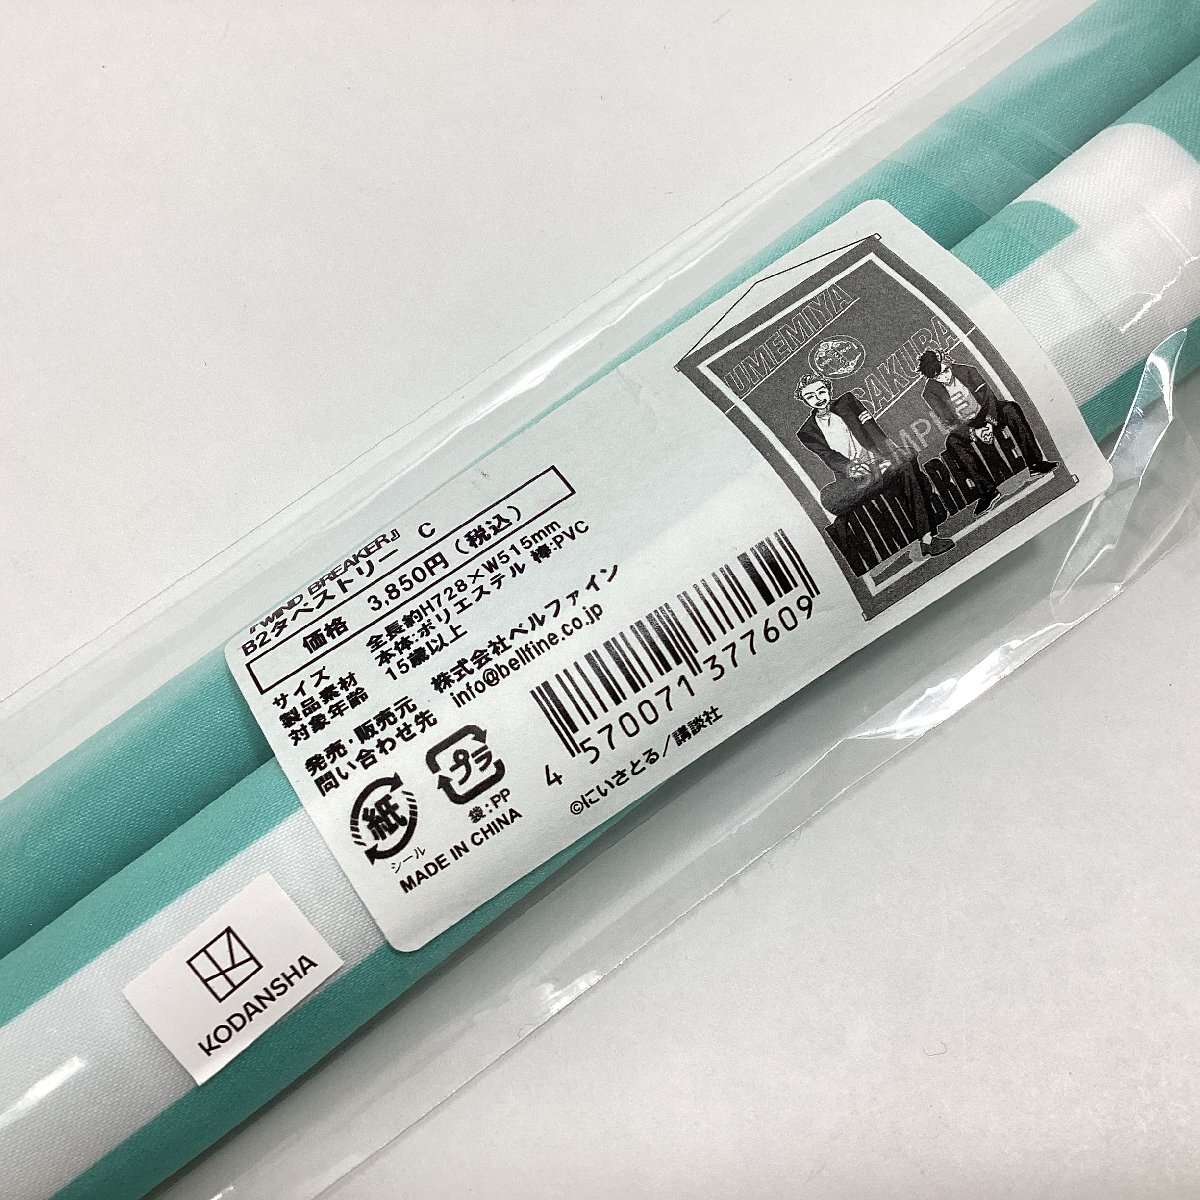 『WIND BREAKER』
B2タペストリー C
価格 3,850円(税込)
サイズ 全長約H728×W515mm
製品素材 本体:ポリエステル 棒:PVC
対象年齢 15歳以上
発売・販売元 株式会社ベルファイン
問い合わせ先 info@bellfine.co.jp
紙
シール
プラ
袋:PP
MADE IN CHINA
4 570071 377609
©にいさとる/講談社
UMEMIYA
SAKURA
SAMPLE
WIND BREAKER
KODANSHA